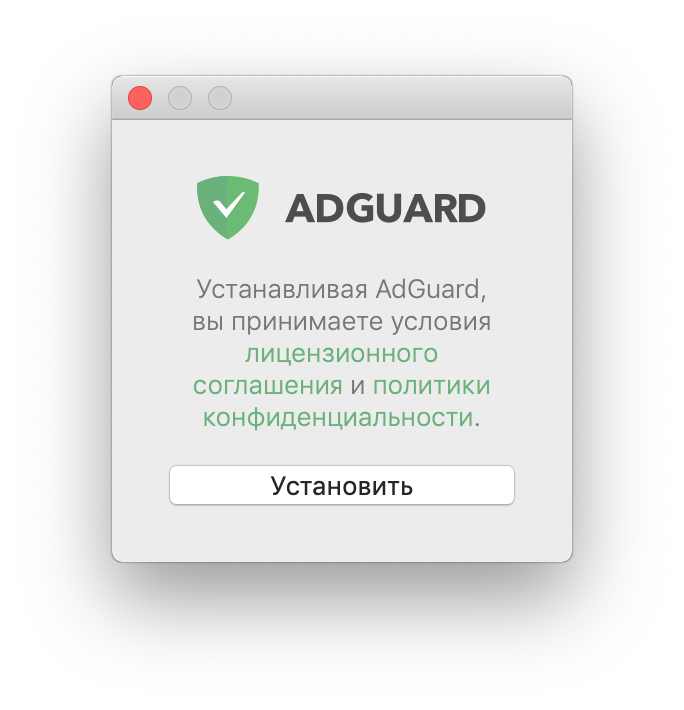 ADGUARD
Устанавливая AdGuard,
вы принимаете условия
лицензионного
соглашения и политики
конфиденциальности.
Установить